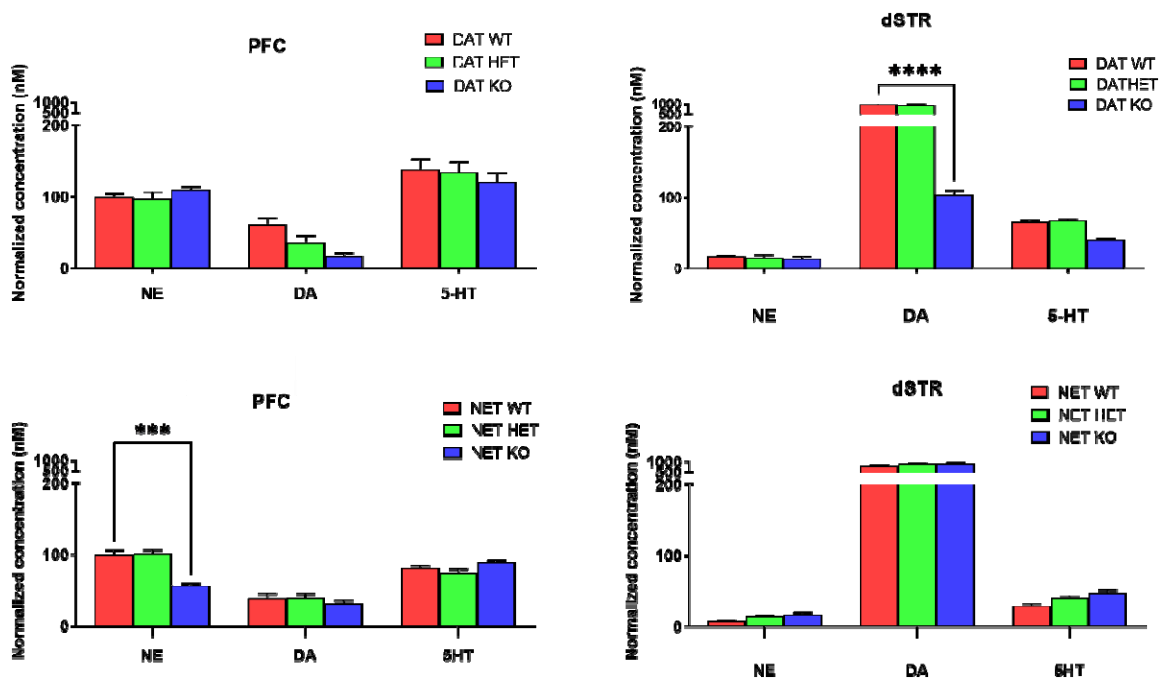 PFC
DAT WT
DAT HET
DAT KO
Normalized concentration (nM)
1000
500
200
100
0
NE
DA
5-HT
dSTR
****
DAT WT
DATHET
DAT KO
Normalized concentration (nM)
1000
500
200
100
0
NE
DA
5-HT
PFC
***
NET WT
NET HET
NET KO
Normalized concentration (nM)
1000
500
200
100
0
NE
DA
5HT
dSTR
NET WT
NET HET
NET KO
Normalized concentration (nM)
1000
500
200
100
0
NE
DA
5HT